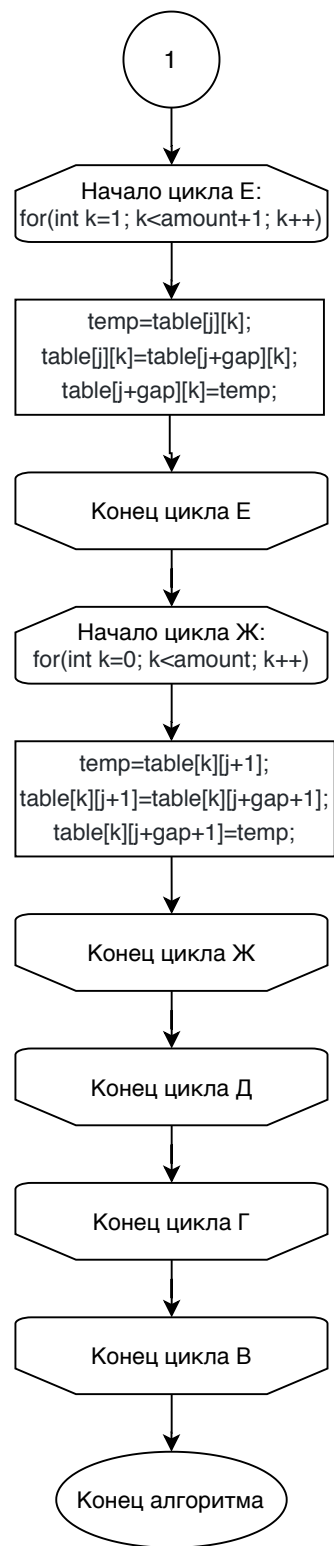 1
Начало цикла Е:
for(int k=1; k<amount+1; k++)
temp=table[j][k];
table[j][k]=table[j+gap][k];
table[j+gap][k]=temp;
Конец цикла Е
Начало цикла Ж:
for(int k=0; k<amount; k++)
temp=table[k][j+1];
table[k][j+1]=table[k][j+gap+1];
table[k][j+gap+1]=temp;
Конец цикла Ж
Конец цикла Д
Конец цикла Г
Конец цикла В
Конец алгоритма